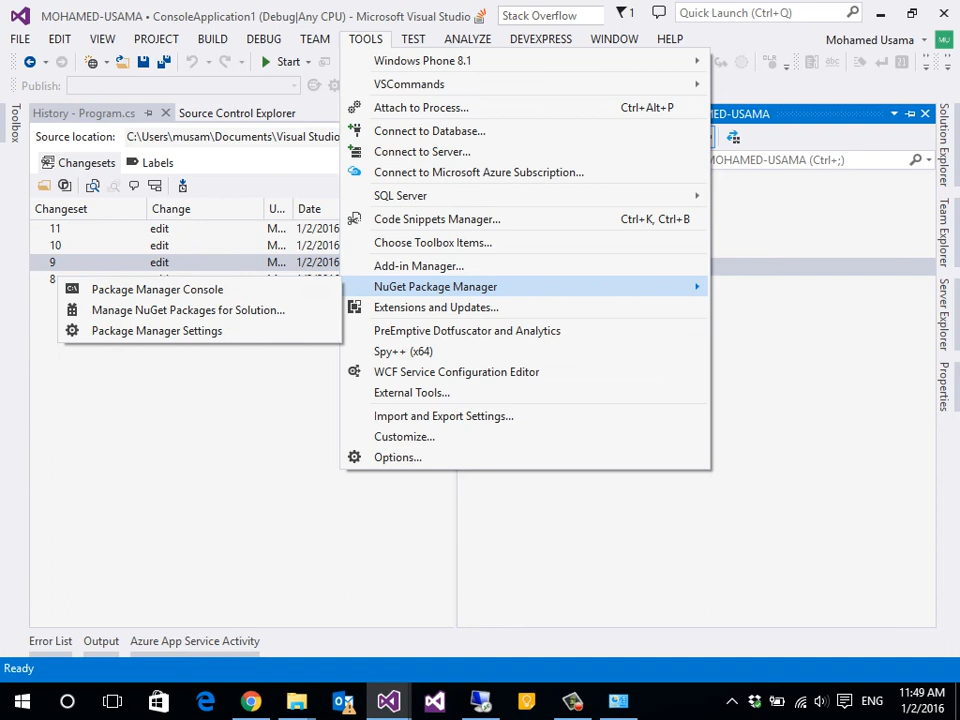 MOHAMED-USAMA - ConsoleApplication1 (Debug|Any CPU) - Microsoft Visual Studio
Stack Overflow
1
Quick Launch (Ctrl+Q)
FILE EDIT VIEW PROJECT BUILD DEBUG TEAM TOOLS TEST ANALYZE DEVEXPRESS WINDOW HELP
Mohamed Usama MU
Start
Publish:
Toolbox
History - Program.cs
Source Control Explorer
Source location: C:\Users\musam\Documents\Visual Studio
Changesets
Labels
Changeset Change U... Date
11 edit M... 1/2/2016
10 edit M... 1/2/2016
9 edit M... 1/2/2016
8
Package Manager Console
Manage NuGet Packages for Solution...
Package Manager Settings
Windows Phone 8.1
VSCommands
Attach to Process... Ctrl+Alt+P
Connect to Database...
Connect to Server...
Connect to Microsoft Azure Subscription...
SQL Server
Code Snippets Manager... Ctrl+K, Ctrl+B
Choose Toolbox Items...
Add-in Manager...
NuGet Package Manager
Extensions and Updates...
PreEmptive Dotfuscator and Analytics
Spy++ (x64)
WCF Service Configuration Editor
External Tools...
Import and Export Settings...
Customize...
Options...
ED-USAMA
MOHAMED-USAMA (Ctrl+;)
Solution Explorer
Team Explorer
Server Explorer
Properties
Error List Output Azure App Service Activity
Ready
ENG
11:49 AM
1/2/2016